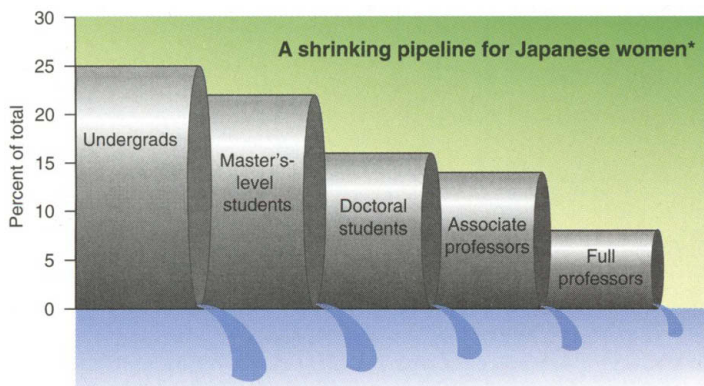 A shrinking pipeline for Japanese women*
Percent of total
30
25
20
15
10
5
0
Undergrads
Master's-
level
students
Doctoral
students
Associate
professors
Full
professors